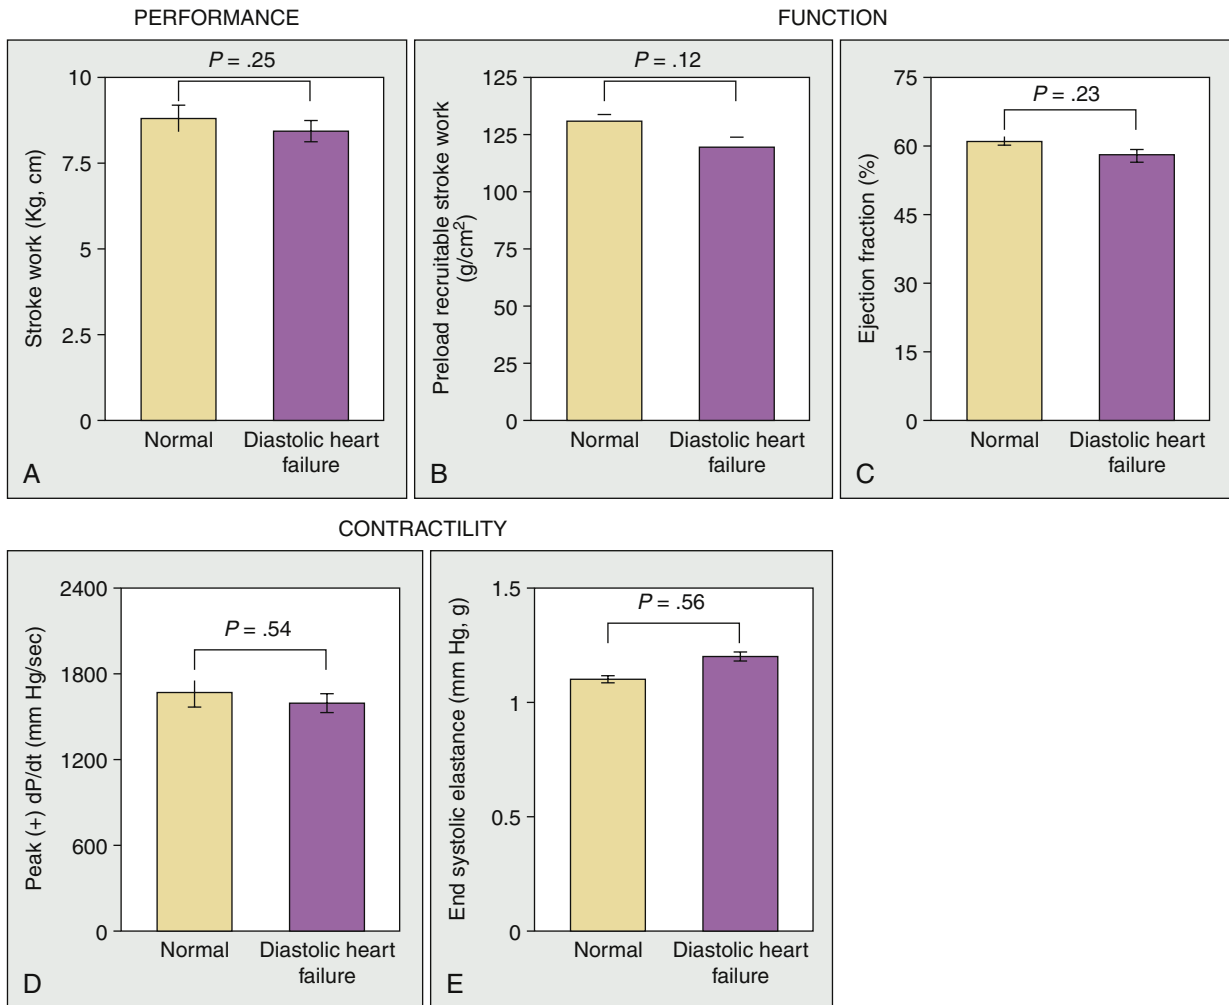 PERFORMANCE
FUNCTION
P = .25
10
7.5
5
2.5
0
Stroke work (Kg, cm)
Normal
Diastolic heart
failure
A
P = .12
125
125
100
75
50
25
0
Preload recruitable stroke work
(g/cm²)
Normal
Diastolic heart
failure
B
P = .23
75
60
45
30
15
0
Ejection fraction (%)
Normal
Diastolic heart
failure
C
CONTRACTILITY
P = .54
2400
1800
1200
600
0
Peak (+) dP/dt (mm Hg/sec)
Normal
Diastolic heart
failure
D
P = .56
1.5
1
0.5
0
End systolic elastance (mm Hg, g)
Normal
Diastolic heart
failure
E